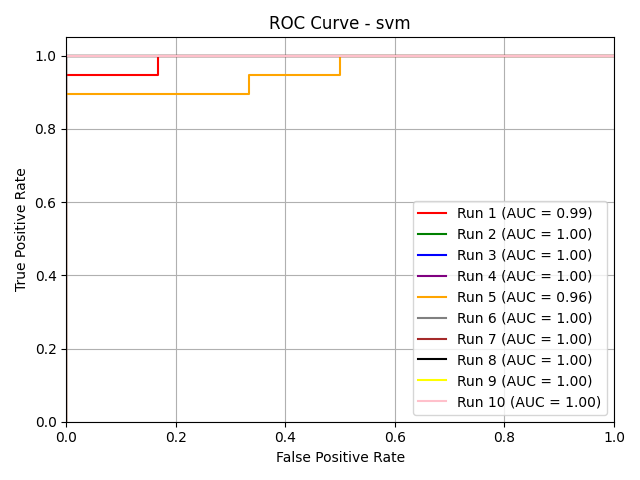 ROC Curve - svm
True Positive Rate
1.0
0.8
0.6
0.4
0.2
0.0
Run 1 (AUC = 0.99)
Run 2 (AUC = 1.00)
Run 3 (AUC = 1.00)
Run 4 (AUC = 1.00)
Run 5 (AUC = 0.96)
Run 6 (AUC = 1.00)
Run 7 (AUC = 1.00)
Run 8 (AUC = 1.00)
Run 9 (AUC = 1.00)
Run 10 (AUC = 1.00)
0.0 0.2 0.4 0.6 0.8 1.0
False Positive Rate